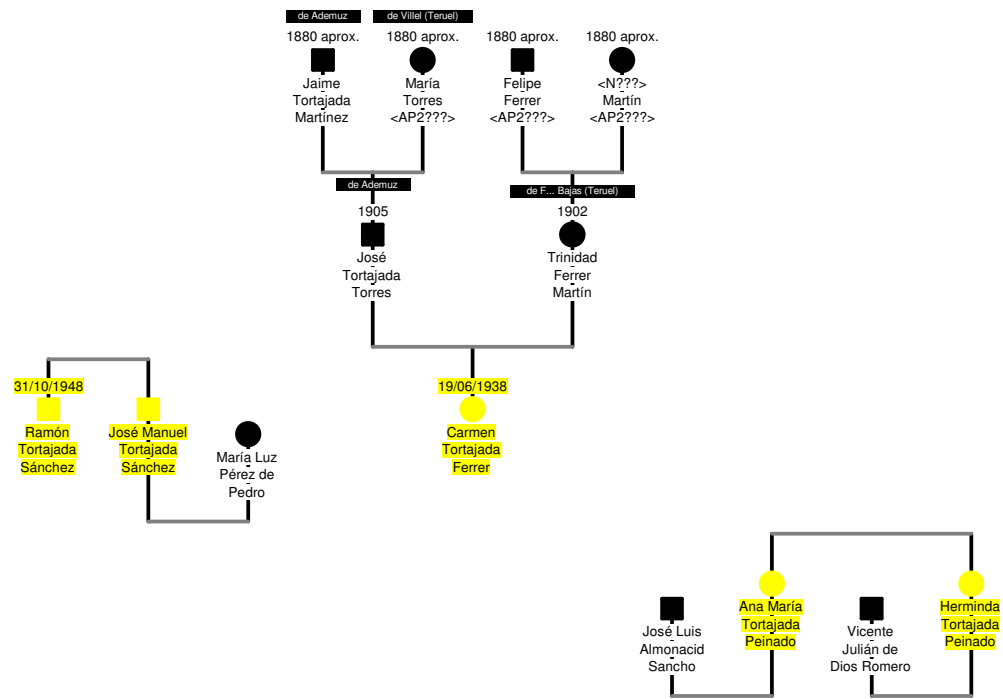 de Ademuz
de Villel (Teruel)
1880 aprox.
1880 aprox.
1880 aprox.
1880 aprox.
Jaime
Tortajada
Martínez
María
Torres
<AP2???>
Felipe
Ferrer
<AP2???>
<N???>
Martín
<AP2???>
de Ademuz
de F... Bajas (Teruel)
1905
1902
José
Tortajada
Torres
Trinidad
Ferrer
Martín
31/10/1948
19/06/1938
Ramón
Tortajada
Sánchez
José Manuel
Tortajada
Sánchez
María Luz
Pérez de
Pedro
Carmen
Tortajada
Ferrer
José Luis
Almonacid
Sancho
Ana María
Tortajada
Peinado
Vicente
Julián de
Dios Romero
Herminda
Tortajada
Peinado